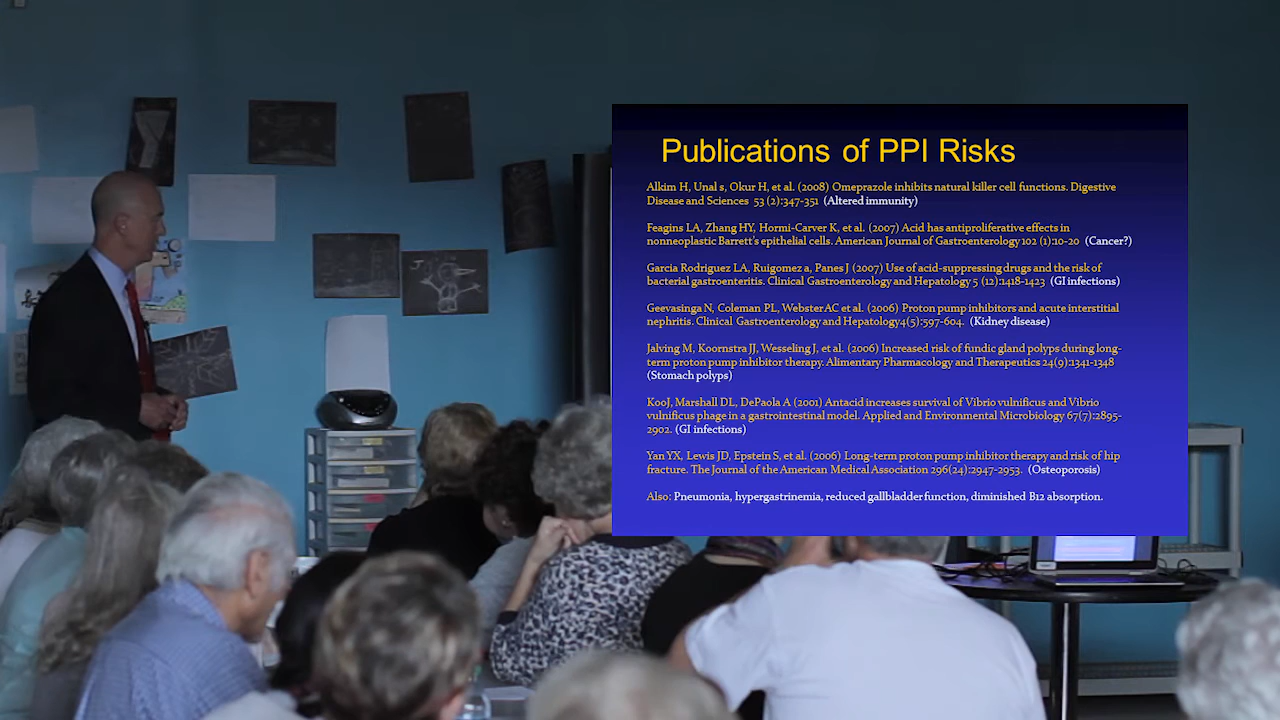 Publications of PPI Risks
Alkim H, Unal s, Okur H, et al. (2008) Omeprazole inhibits natural killer cell functions. Digestive
Disease and Sciences 53 (2):347-351 (Altered immunity)
Feagins LA, Zhang HY, Hormi-Carver K, et al. (2007) Acid has antiproliferative effects in
nonneoplastic Barrett's epithelial cells. American Journal of Gastroenterology 102 (1):10-20 (Cancer?)
Garcia Rodriguez LA, Ruigomez a, Panes J (2007) Use of acid-suppressing drugs and the risk of
bacterial gastroenteritis. Clinical Gastroenterology and Hepatology 5 (12):1418-1423 (GI infections)
Geevasinga N, Coleman PL, Webster AC et al. (2006) Proton pump inhibitors and acute interstitial
nephritis. Clinical Gastroenterology and Hepatology 4(5):597-604. (Kidney disease)
Jalving M, Koornstra JJ, Wesseling J, et al. (2006) Increased risk of fundic gland polyps during long-
term proton pump inhibitor therapy. Alimentary Pharmacology and Therapeutics 24(9):1341-1348
(Stomach polyps)
Koo J, Marshall DL, DePaola A (2001) Antacid increases survival of Vibrio vulnificus and Vibrio
vulnificus phage in a gastrointestinal model. Applied and Environmental Microbiology 67(7):2895-
2902. (GI infections)
Yan YX, Lewis JD, Epstein S, et al. (2006) Long-term proton pump inhibitor therapy and risk of hip
fracture. The Journal of the American Medical Association 296(24):2947-2953. (Osteoporosis)
Also: Pneumonia, hypergastrinemia, reduced gallbladder function, diminished B12 absorption.